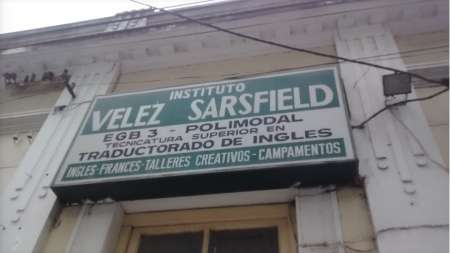 INSTITUTO
VELEZ SARSFIELD
EGB 3 - POLIMODAL
TECNICATURA SUPERIOR EN
TRADUCTORADO DE INGLES
INGLES-FRANCES-TALLERES CREATIVOS-CAMPAMENTOS